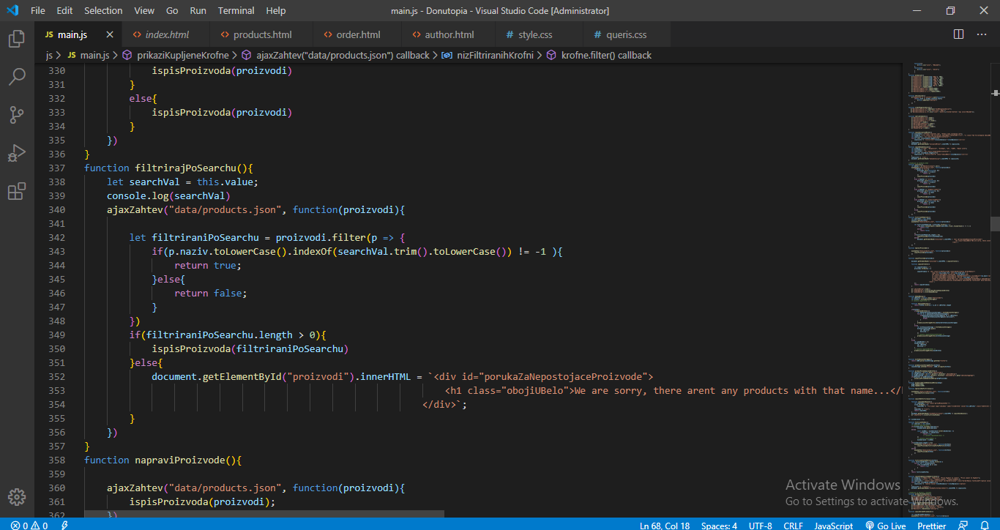 File Edit Selection View Go Run Terminal Help main.js - Donutopia - Visual Studio Code [Administrator]
JS main.js index.html products.html order.html author.html # style.css # queris.css
js > JS main.js > prikaziKupljeneKrofne > ajaxZahtev("data/products.json") callback > nizFiltriranihKrofni > krofne.filter() callback
330 ispisProizvoda(proizvodi)
331 }
332 else{
333 ispisProizvoda(proizvodi)
334 }
335 })
336 }
337 function filtrirajPoSearchu(){
338 let searchVal = this.value;
339 console.log(searchVal)
340 ajaxZahtev("data/products.json", function(proizvodi){
341
342 let filtriraniPoSearchu = proizvodi.filter(p => {
343 if(p.naziv.toLowerCase().indexOf(searchVal.trim().toLowerCase()) != -1 ){
344 return true;
345 }else{
346 return false;
347 }
348 })
349 if(filtriraniPoSearchu.length > 0){
350 ispisProizvoda(filtriraniPoSearchu)
351 }else{
352 document.getElementById("proizvodi").innerHTML = `<div id="porukaZaNepostojaceProizvode">
353 <h1 class="obojiUBelo">We are sorry, there arent any products with that name...</
354 </div>`;
355 }
356 })
357 }
358 function napraviProizvode(){
359
360 ajaxZahtev("data/products.json", function(proizvodi){
361 ispisProizvoda(proizvodi);
362 })
Activate Windows
Go to Settings to activate Windows.
0 0 Ln 68, Col 18 Spaces: 4 UTF-8 CRLF JavaScript Go Live Prettier